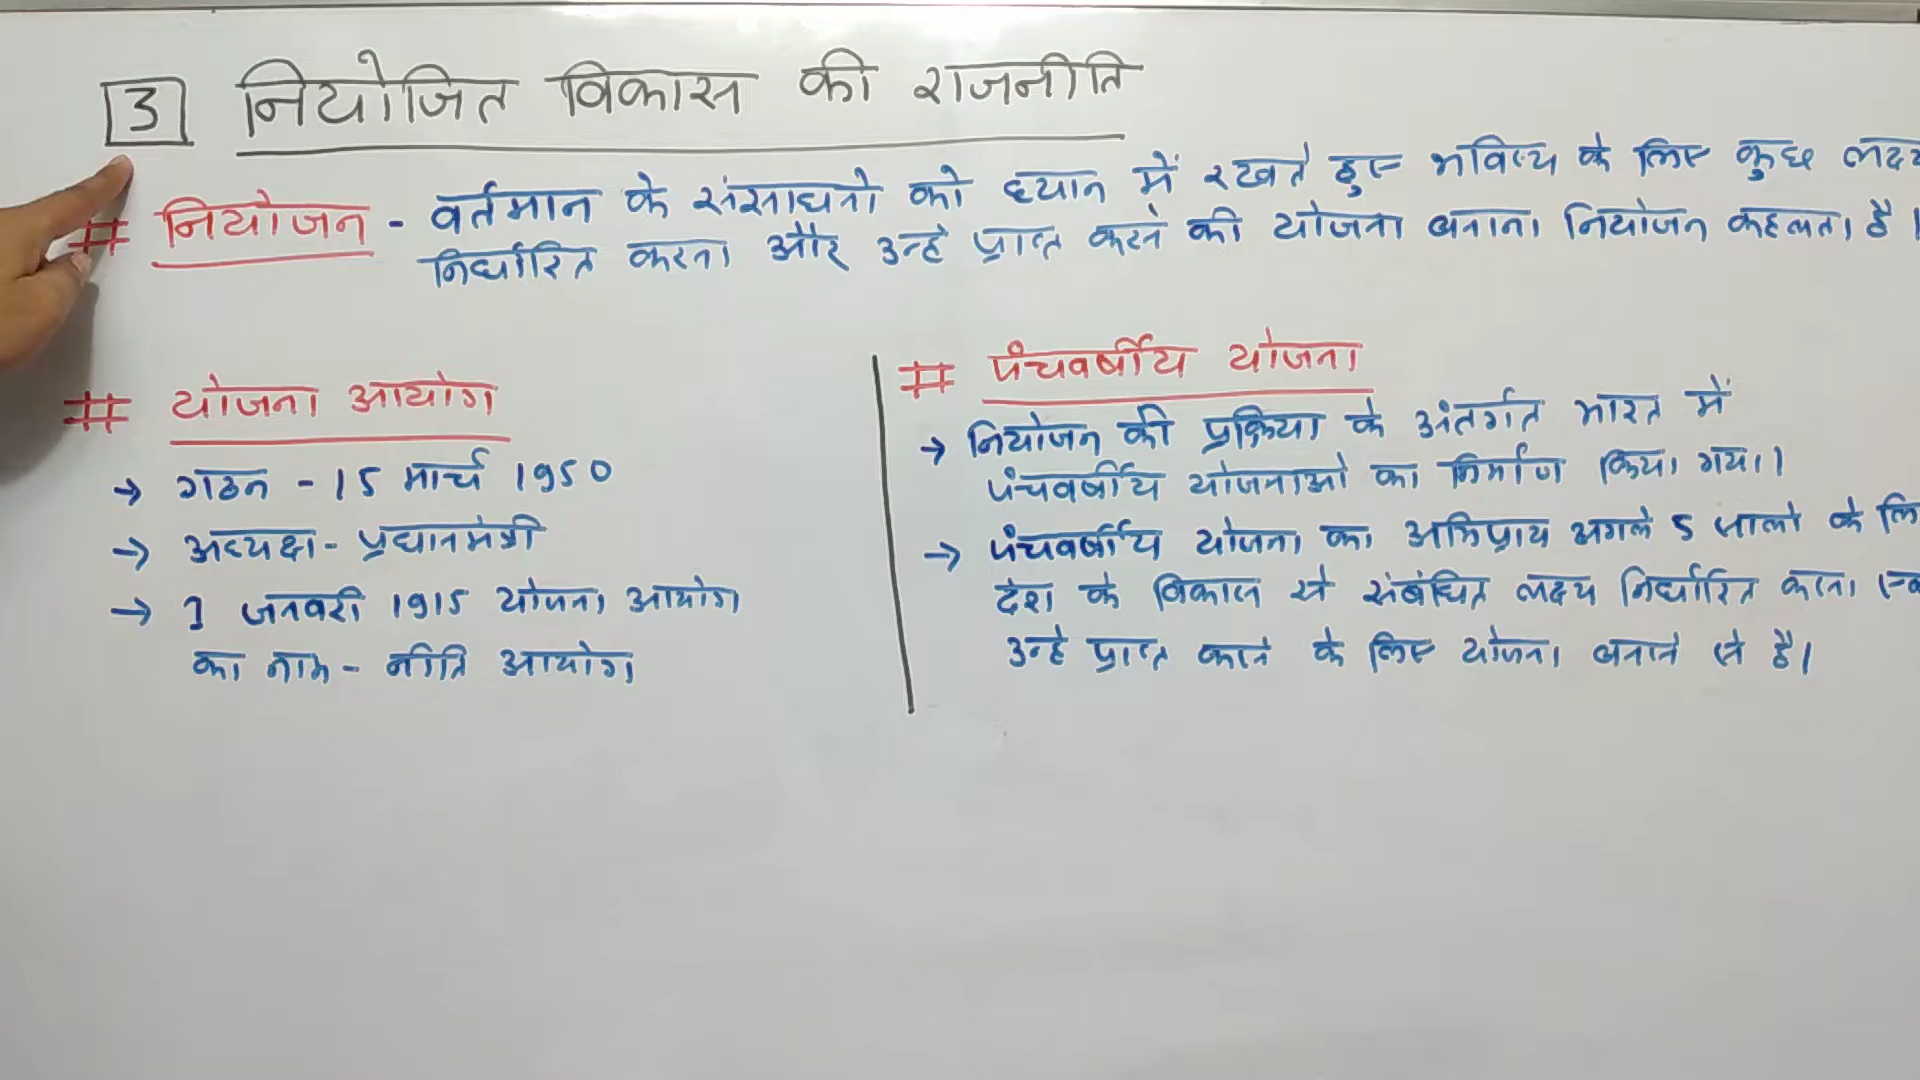 3 नियोजित विकास की राजनीति
# नियोजन - वर्तमान के संसाधनो को ध्यान में रखते हुए भविष्य के लिए कुछ लक्ष्य
निर्धारित करना और उन्हे प्राप्त करने की योजना बनाना नियोजन कहलाता है।
# योजना आयोग
→ गठन - 15 मार्च 1950
→ अध्यक्ष - प्रधानमंत्री
→ 1 जनवरी 1915 योजना आयोग
का नाम - नीति आयोग
# पंचवर्षीय योजना
→ नियोजन की प्रक्रिया के अंतर्गत भारत में
पंचवर्षीय योजनाओ का निर्माण किया गया।
→ पंचवर्षीय योजना का अभिप्राय अगले 5 सालो के लि
देश के विकास से संबंधित लक्ष्य निर्धारित करना
उन्हे प्राप्त करने के लिए योजना बनाने से है।